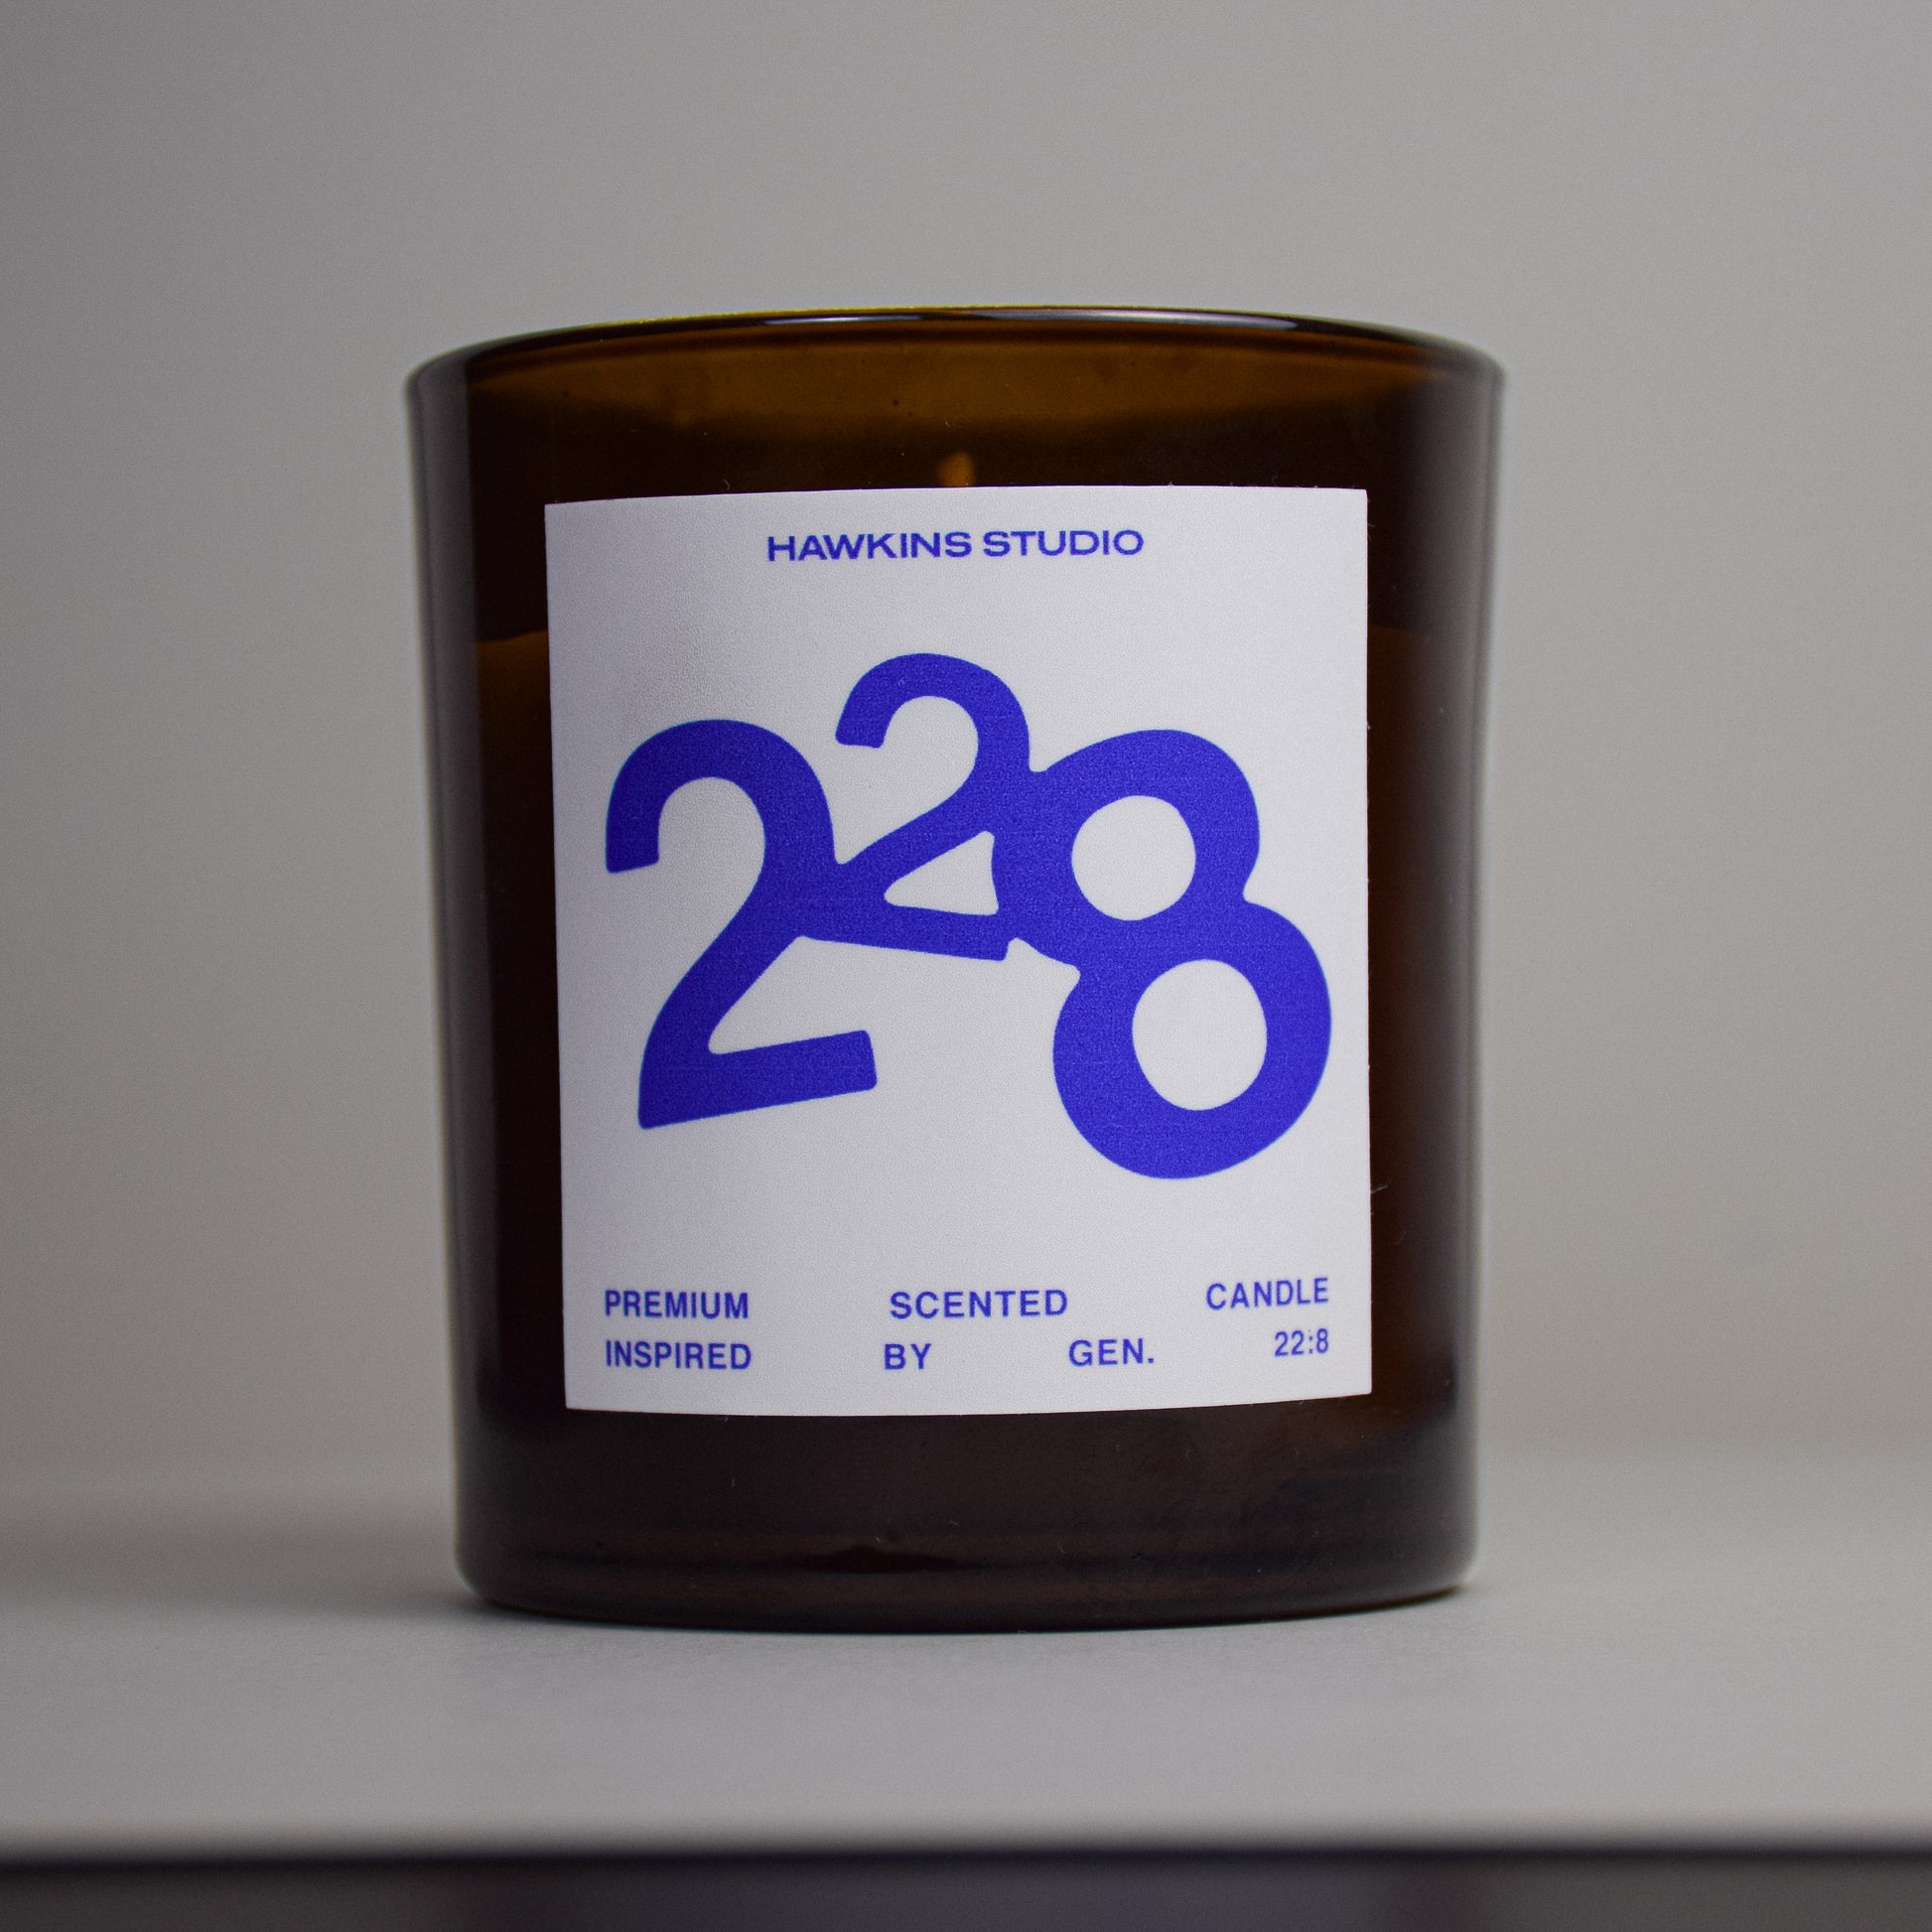 HAWKINS STUDIO
228
PREMIUM SCENTED CANDLE
INSPIRED BY GEN. 22:8